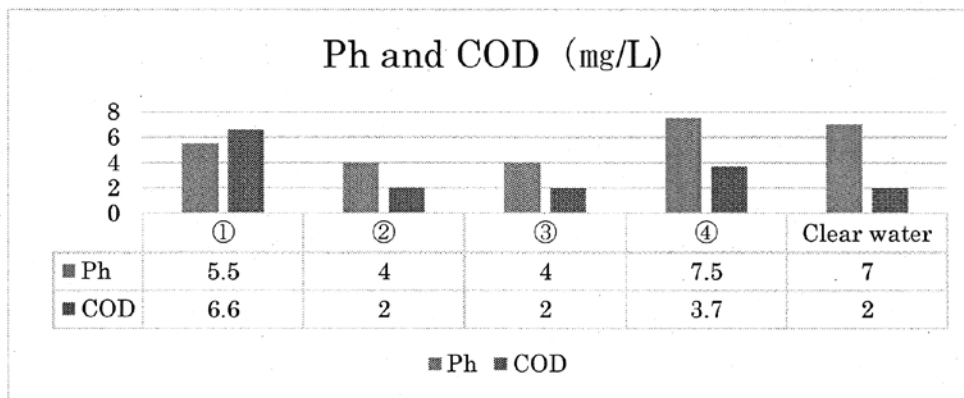 Ph and COD (㎎/L)
8
6
4
2
0
① ② ③ ④ Clear water
Ph 5.5 4 4 7.5 7
COD 6.6 2 2 3.7 2
Ph COD